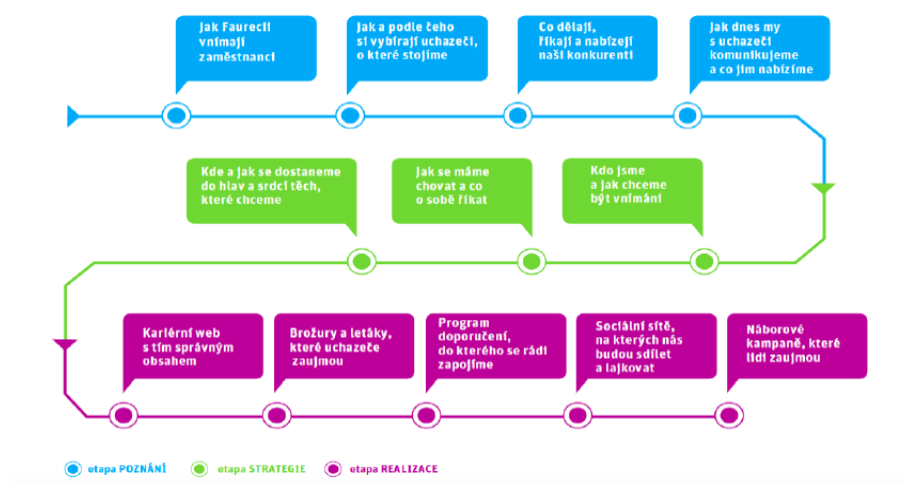 Jak Faurecii
vnímají
zaměstnanci
Jak a podle čeho
si vybírají uchazeči,
o které stojíme
Co dělají,
říkají a nabízejí
naši konkurenti
Jak dnes my
s uchazeči
komunikujeme
a co jim nabízíme
Kdo jsme
a jak chceme
být vnímáni
Jak se máme
chovat a co
o sobě říkat
Kde a jak se dostaneme
do hlav a srdcí těch,
které chceme
Kariérní web
s tím správným
obsahem
Brožury a letáky,
které uchazeče
zaujmou
Program
doporučení,
do kterého se rádi
zapojíme
Sociální sítě,
na kterých nás
budou sdílet
a lajkovat
Náborové
kampaně, které
lidi zaujmou
etapa POZNÁNÍ
etapa STRATEGIE
etapa REALIZACE